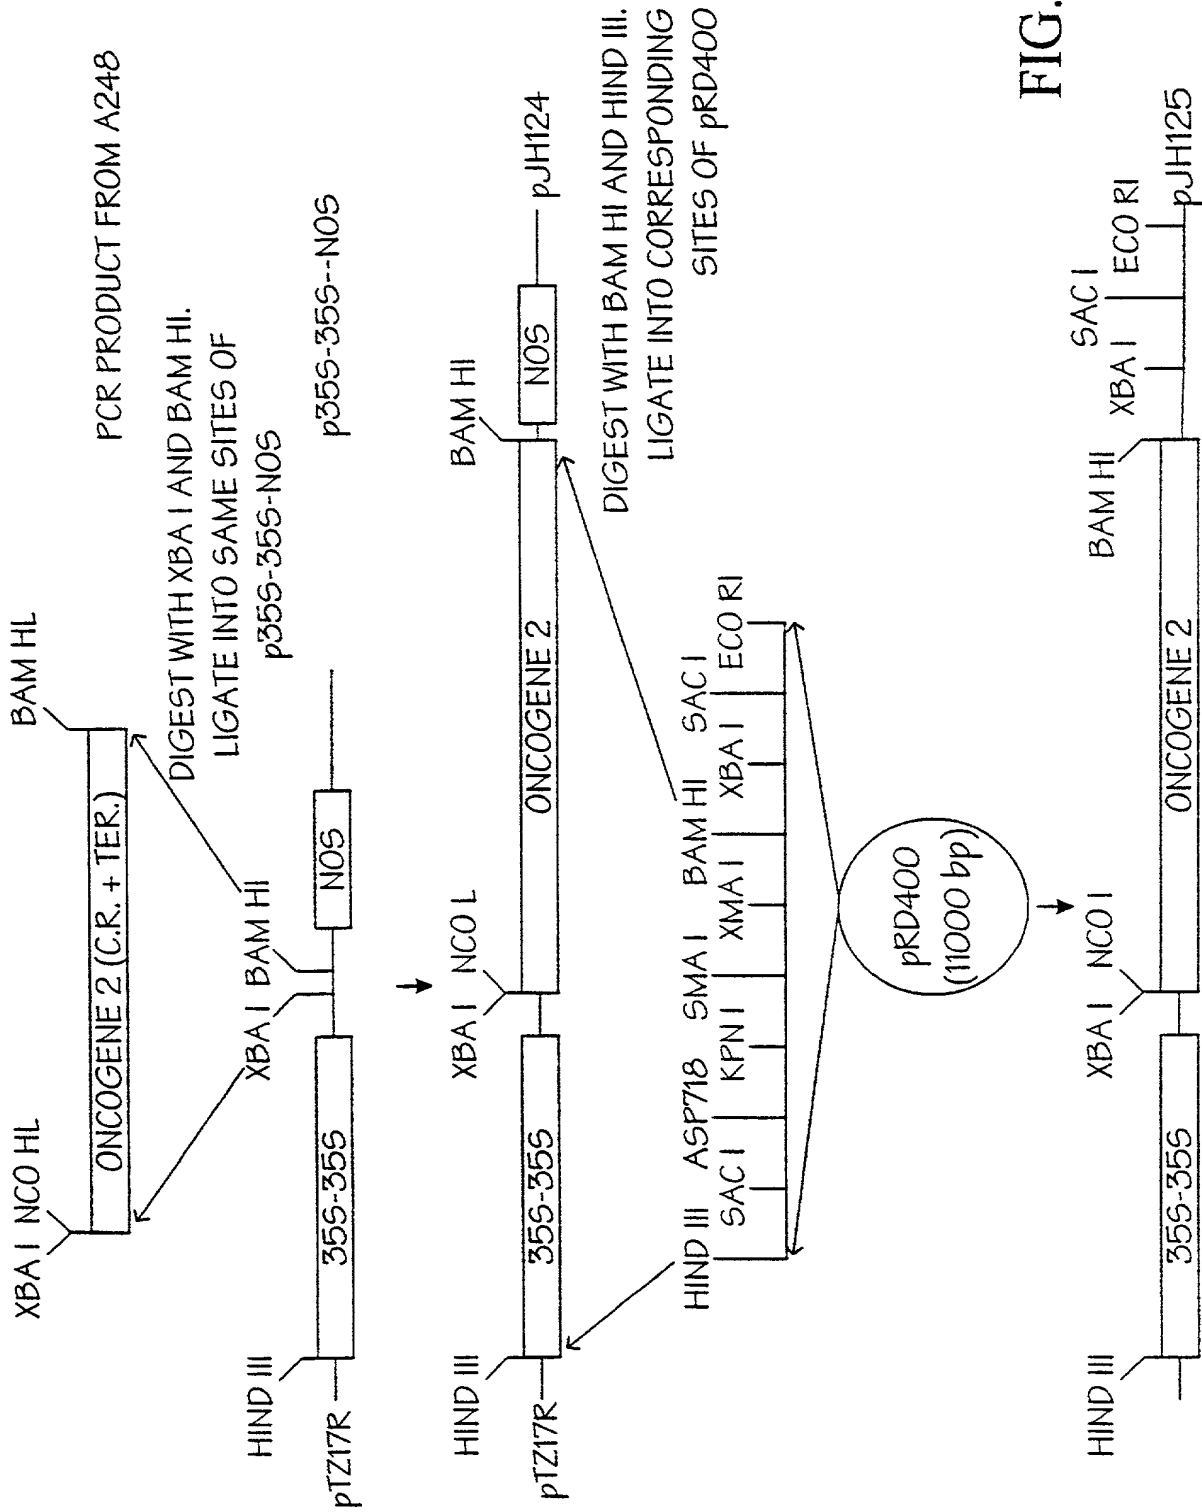 XBA I NCO HL
BAM HL
ONCOGENE 2 (C.R. + TER.)
PCR PRODUCT FROM A248
DIGEST WITH XBA I AND BAM HI.
LIGATE INTO SAME SITES OF
p35S-35S-NOS
HIND III
XBA I BAM HI
pTZ17R
35S-35S
NOS
p35S-35S--NOS
HIND III
XBA I NCO L
BAM HI
pTZ17R
35S-35S
ONCOGENE 2
NOS
pJH124
DIGEST WITH BAM HI AND HIND III.
LIGATE INTO CORRESPONDING
SITES OF pRD400
HIND III ASP718 SMA I BAM HI SAC I
SAC I KPN I XMA I XBA I ECO RI
pRD400
(11000 bp)
FIG.
HIND III
XBA I NCO I
BAM HI
SAC I
XBA I ECO RI
35S-35S
ONCOGENE 2
pJH125